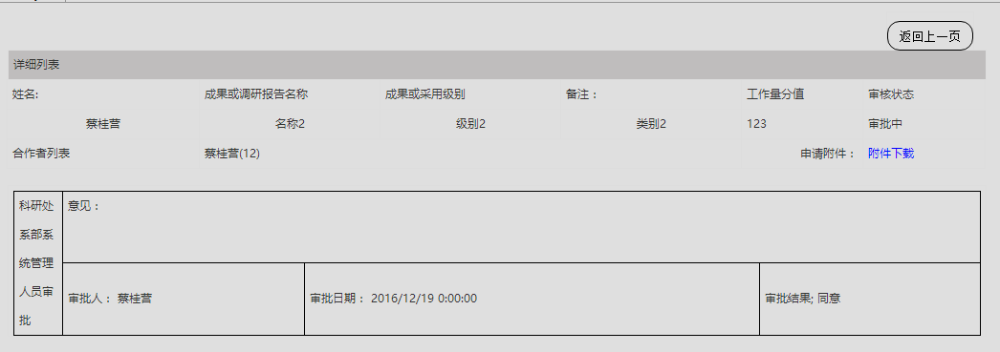 返回上一页
详细列表
姓名: 成果或调研报告名称 成果或采用级别 备注： 工作量分值 审核状态
蔡桂营 名称2 级别2 类别2 123 审批中
合作者列表 蔡桂营(12) 申请附件： 附件下载
科研处
系部系
统管理
人员审
批
意见：
审批人： 蔡桂营 审批日期： 2016/12/19 0:00:00 审批结果; 同意